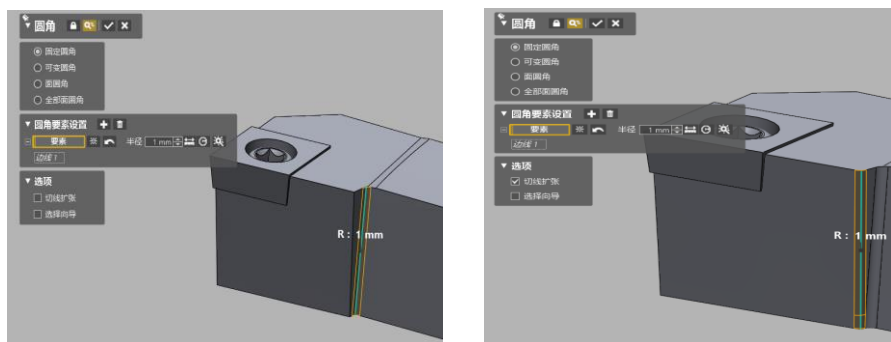 圆角
固定圆角
可变圆角
面圆角
全部面圆角
圆角要素设置
要素 半径 1 mm
边线 1
选项
切线扩张
选择向导
R: 1 mm
圆角
固定圆角
可变圆角
面圆角
全部面圆角
圆角要素设置
要素 半径 1 mm
边线 1
选项
切线扩张
选择向导
R: 1 mm